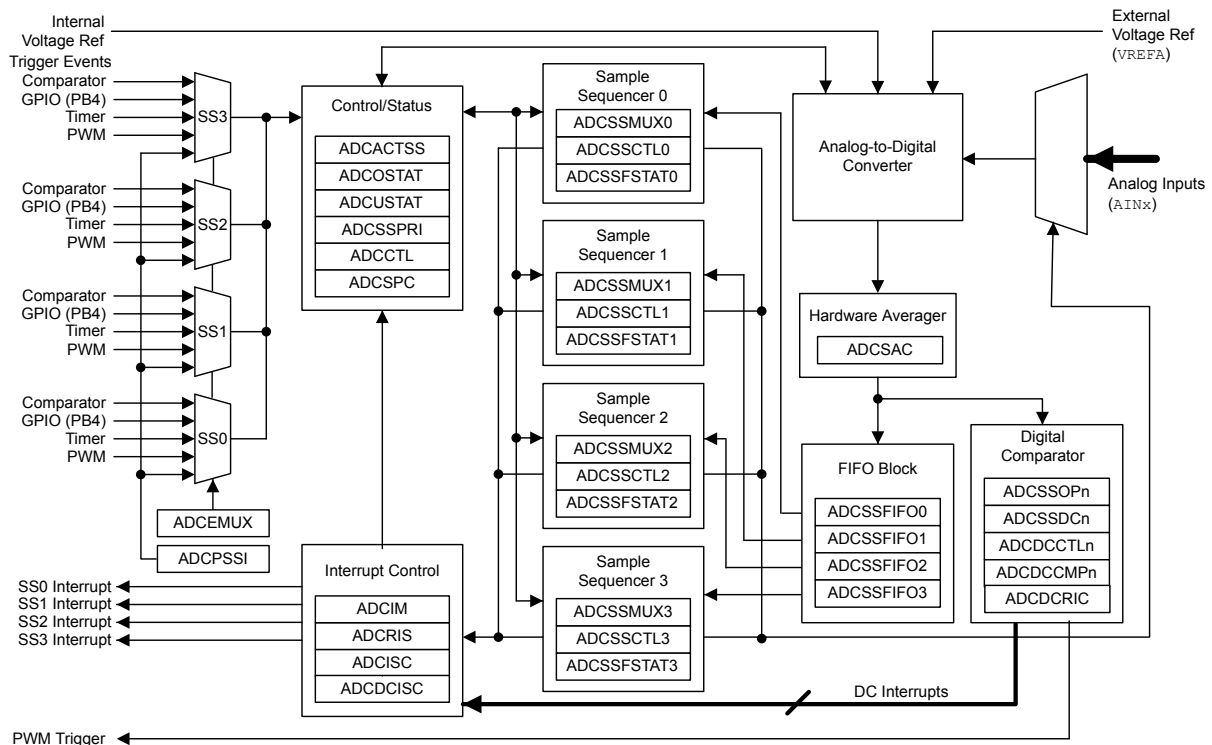 Internal
Voltage Ref
Trigger Events
Comparator
GPIO (PB4)
Timer
PWM
SS3
Comparator
GPIO (PB4)
Timer
PWM
SS2
Comparator
GPIO (PB4)
Timer
PWM
SS1
Comparator
GPIO (PB4)
Timer
PWM
SS0
ADCEMUX
ADCPSSI
SS0 Interrupt
SS1 Interrupt
SS2 Interrupt
SS3 Interrupt
PWM Trigger
Control/Status
ADCACTSS
ADCOSTAT
ADCUSTAT
ADCSSPRI
ADCCTL
ADCSPC
Interrupt Control
ADCIM
ADCRIS
ADCISC
ADCDCISC
Sample
Sequencer 0
ADCSSMUX0
ADCSSCTL0
ADCSSFSTAT0
Sample
Sequencer 1
ADCSSMUX1
ADCSSCTL1
ADCSSFSTAT1
Sample
Sequencer 2
ADCSSMUX2
ADCSSCTL2
ADCSSFSTAT2
Sample
Sequencer 3
ADCSSMUX3
ADCSSCTL3
ADCSSFSTAT3
Analog-to-Digital
Converter
Hardware Averager
ADCSAC
FIFO Block
ADCSSFIFO0
ADCSSFIFO1
ADCSSFIFO2
ADCSSFIFO3
External
Voltage Ref
(VREFA)
Analog Inputs
(AINx)
Digital
Comparator
ADCSSOPn
ADCSSDCn
ADCDCCTLn
ADCDCCMPn
ADCDCRIC
DC Interrupts